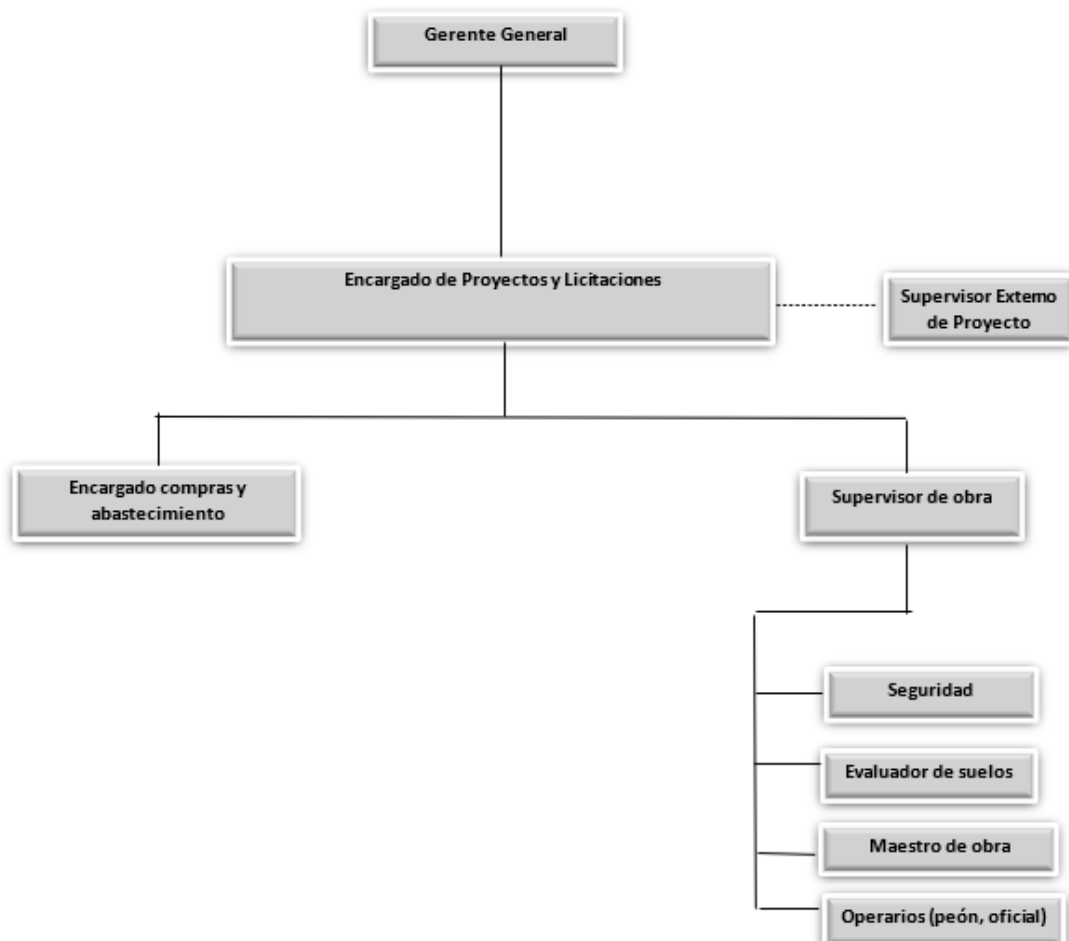 Gerente General
Encargado de Proyectos y Licitaciones
Supervisor Externo
de Proyecto
Encargado compras y
abastecimiento
Supervisor de obra
Seguridad
Evaluador de suelos
Maestro de obra
Operarios (peón, oficial)